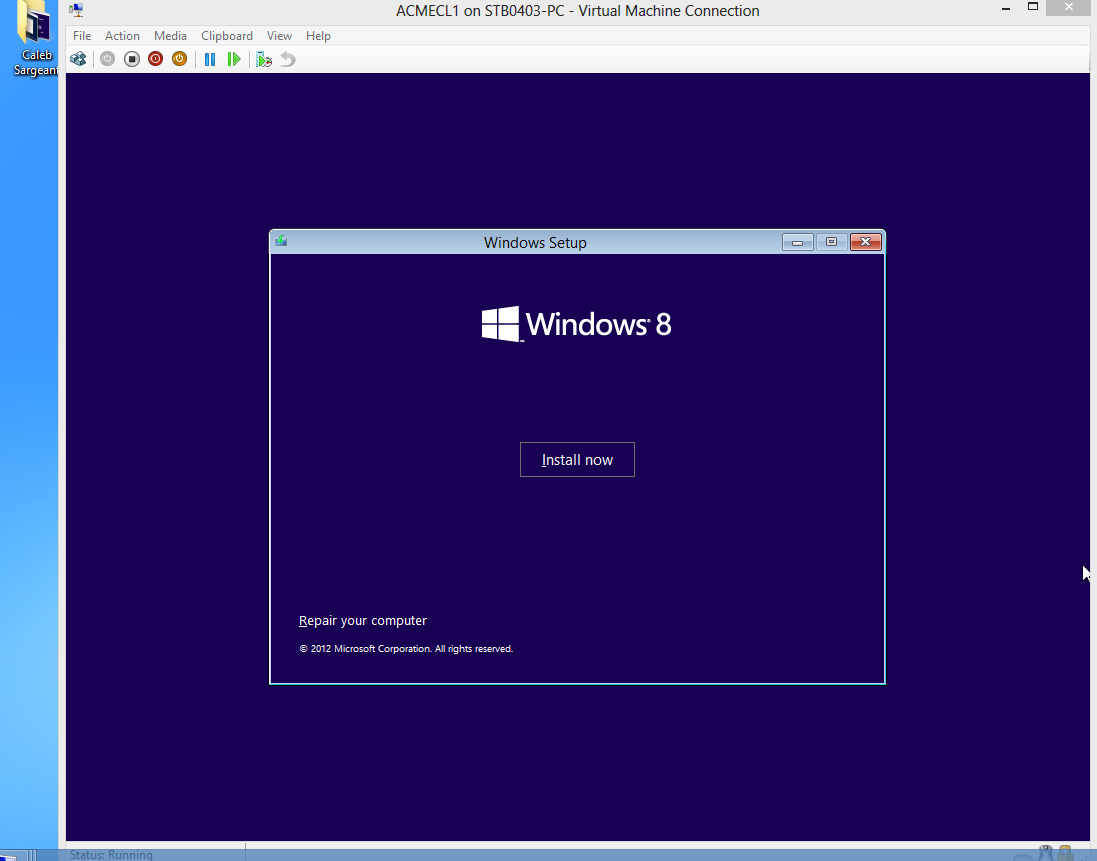 ACMECL1 on STB0403-PC - Virtual Machine Connection
File Action Media Clipboard View Help
Caleb
Sargeant
Windows Setup
Windows 8
Install now
Repair your computer
© 2012 Microsoft Corporation. All rights reserved.
Status: Running